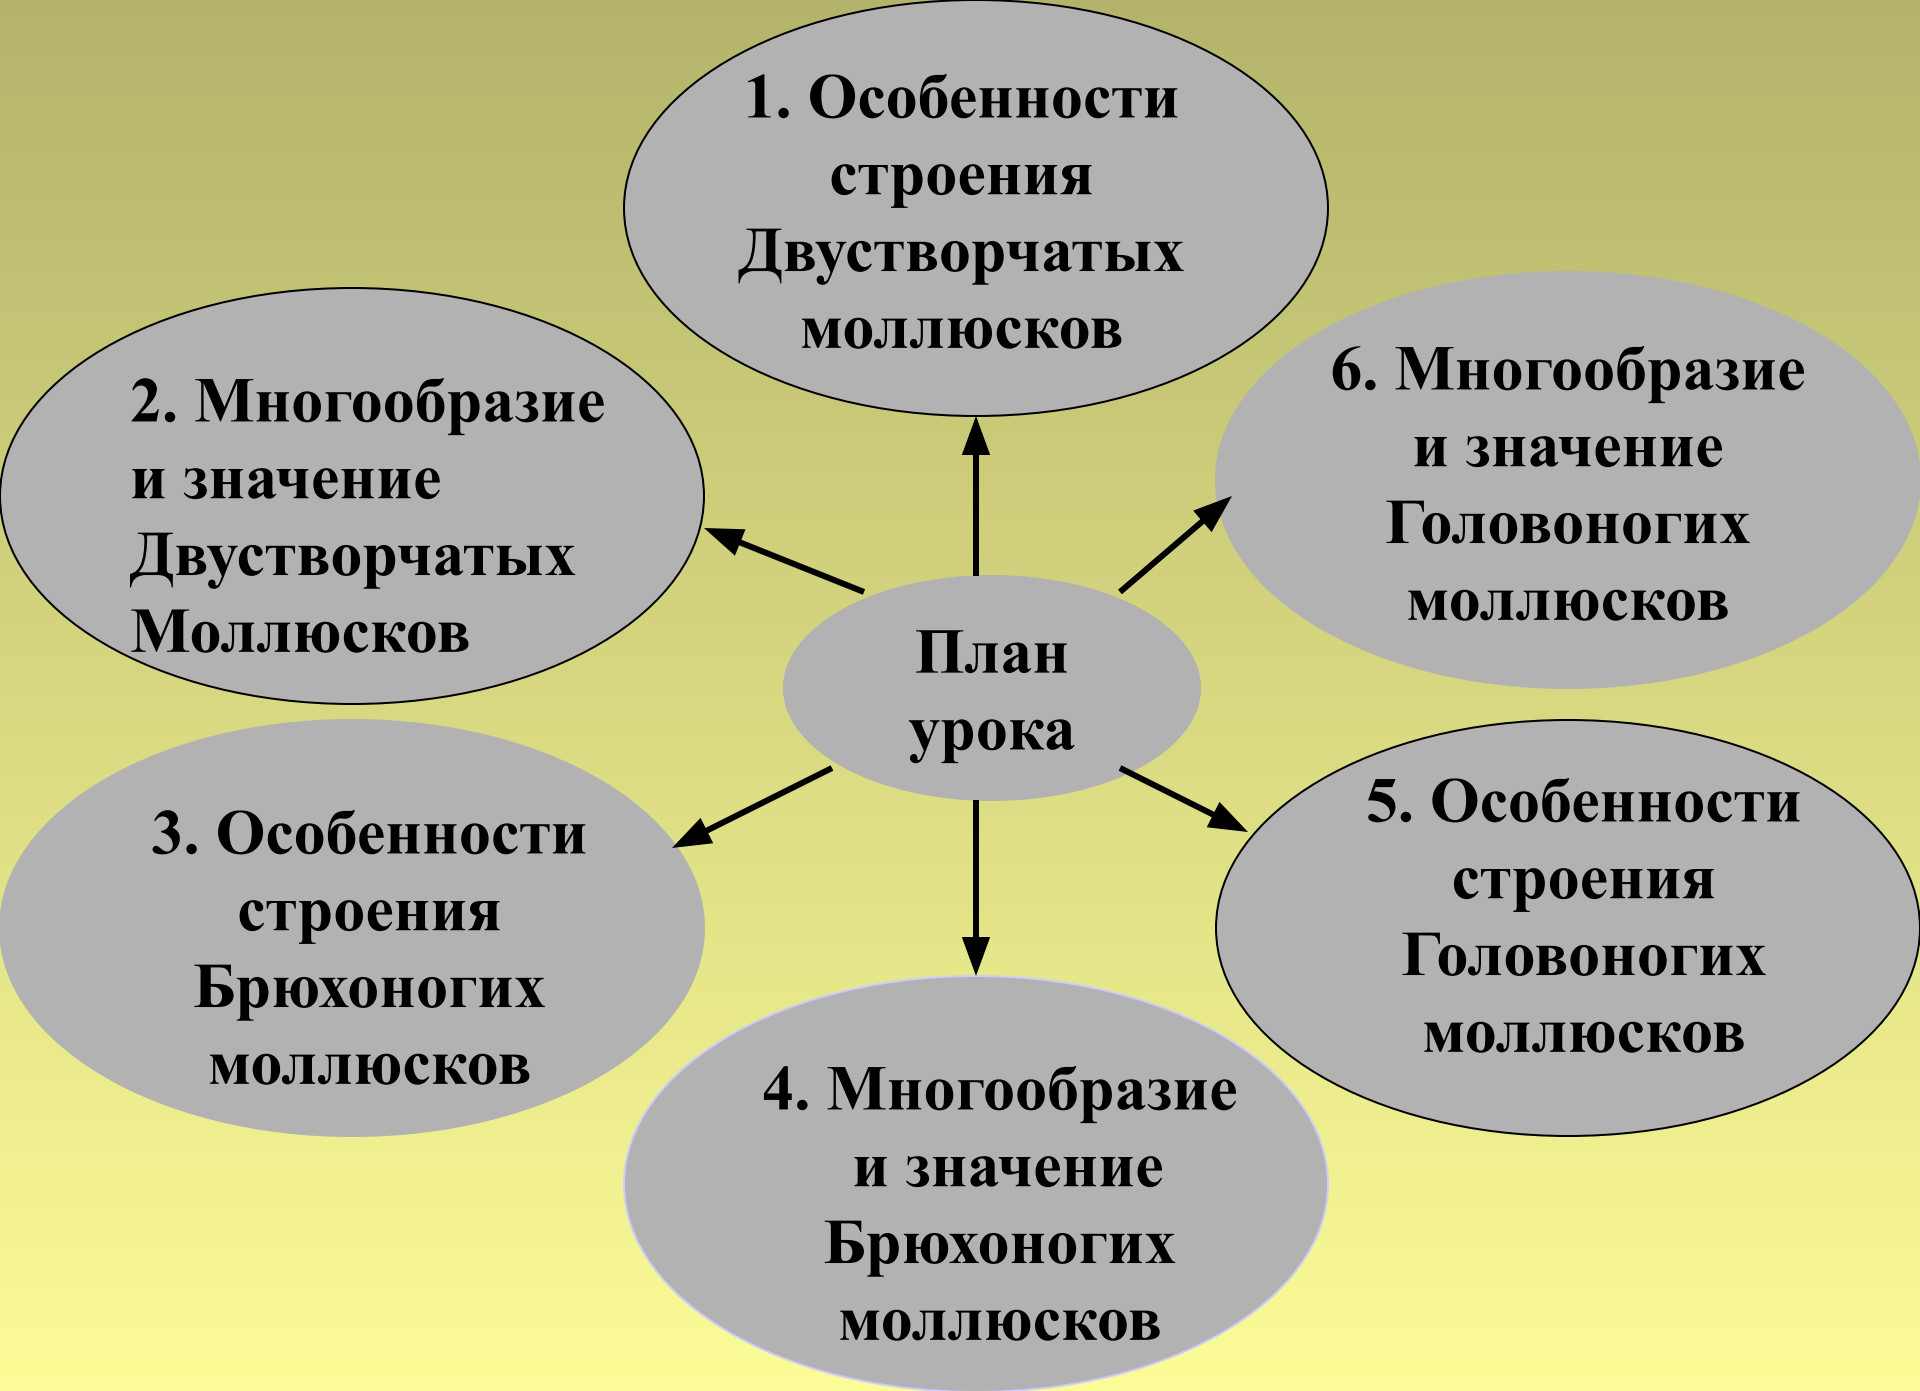 1. Особенности
строения
Двустворчатых
моллюсков
2. Многообразие
и значение
Двустворчатых
Моллюсков
3. Особенности
строения
Брюхоногих
моллюсков
4. Многообразие
и значение
Брюхоногих
моллюсков
5. Особенности
строения
Головоногих
моллюсков
6. Многообразие
и значение
Головоногих
моллюсков
План
урока